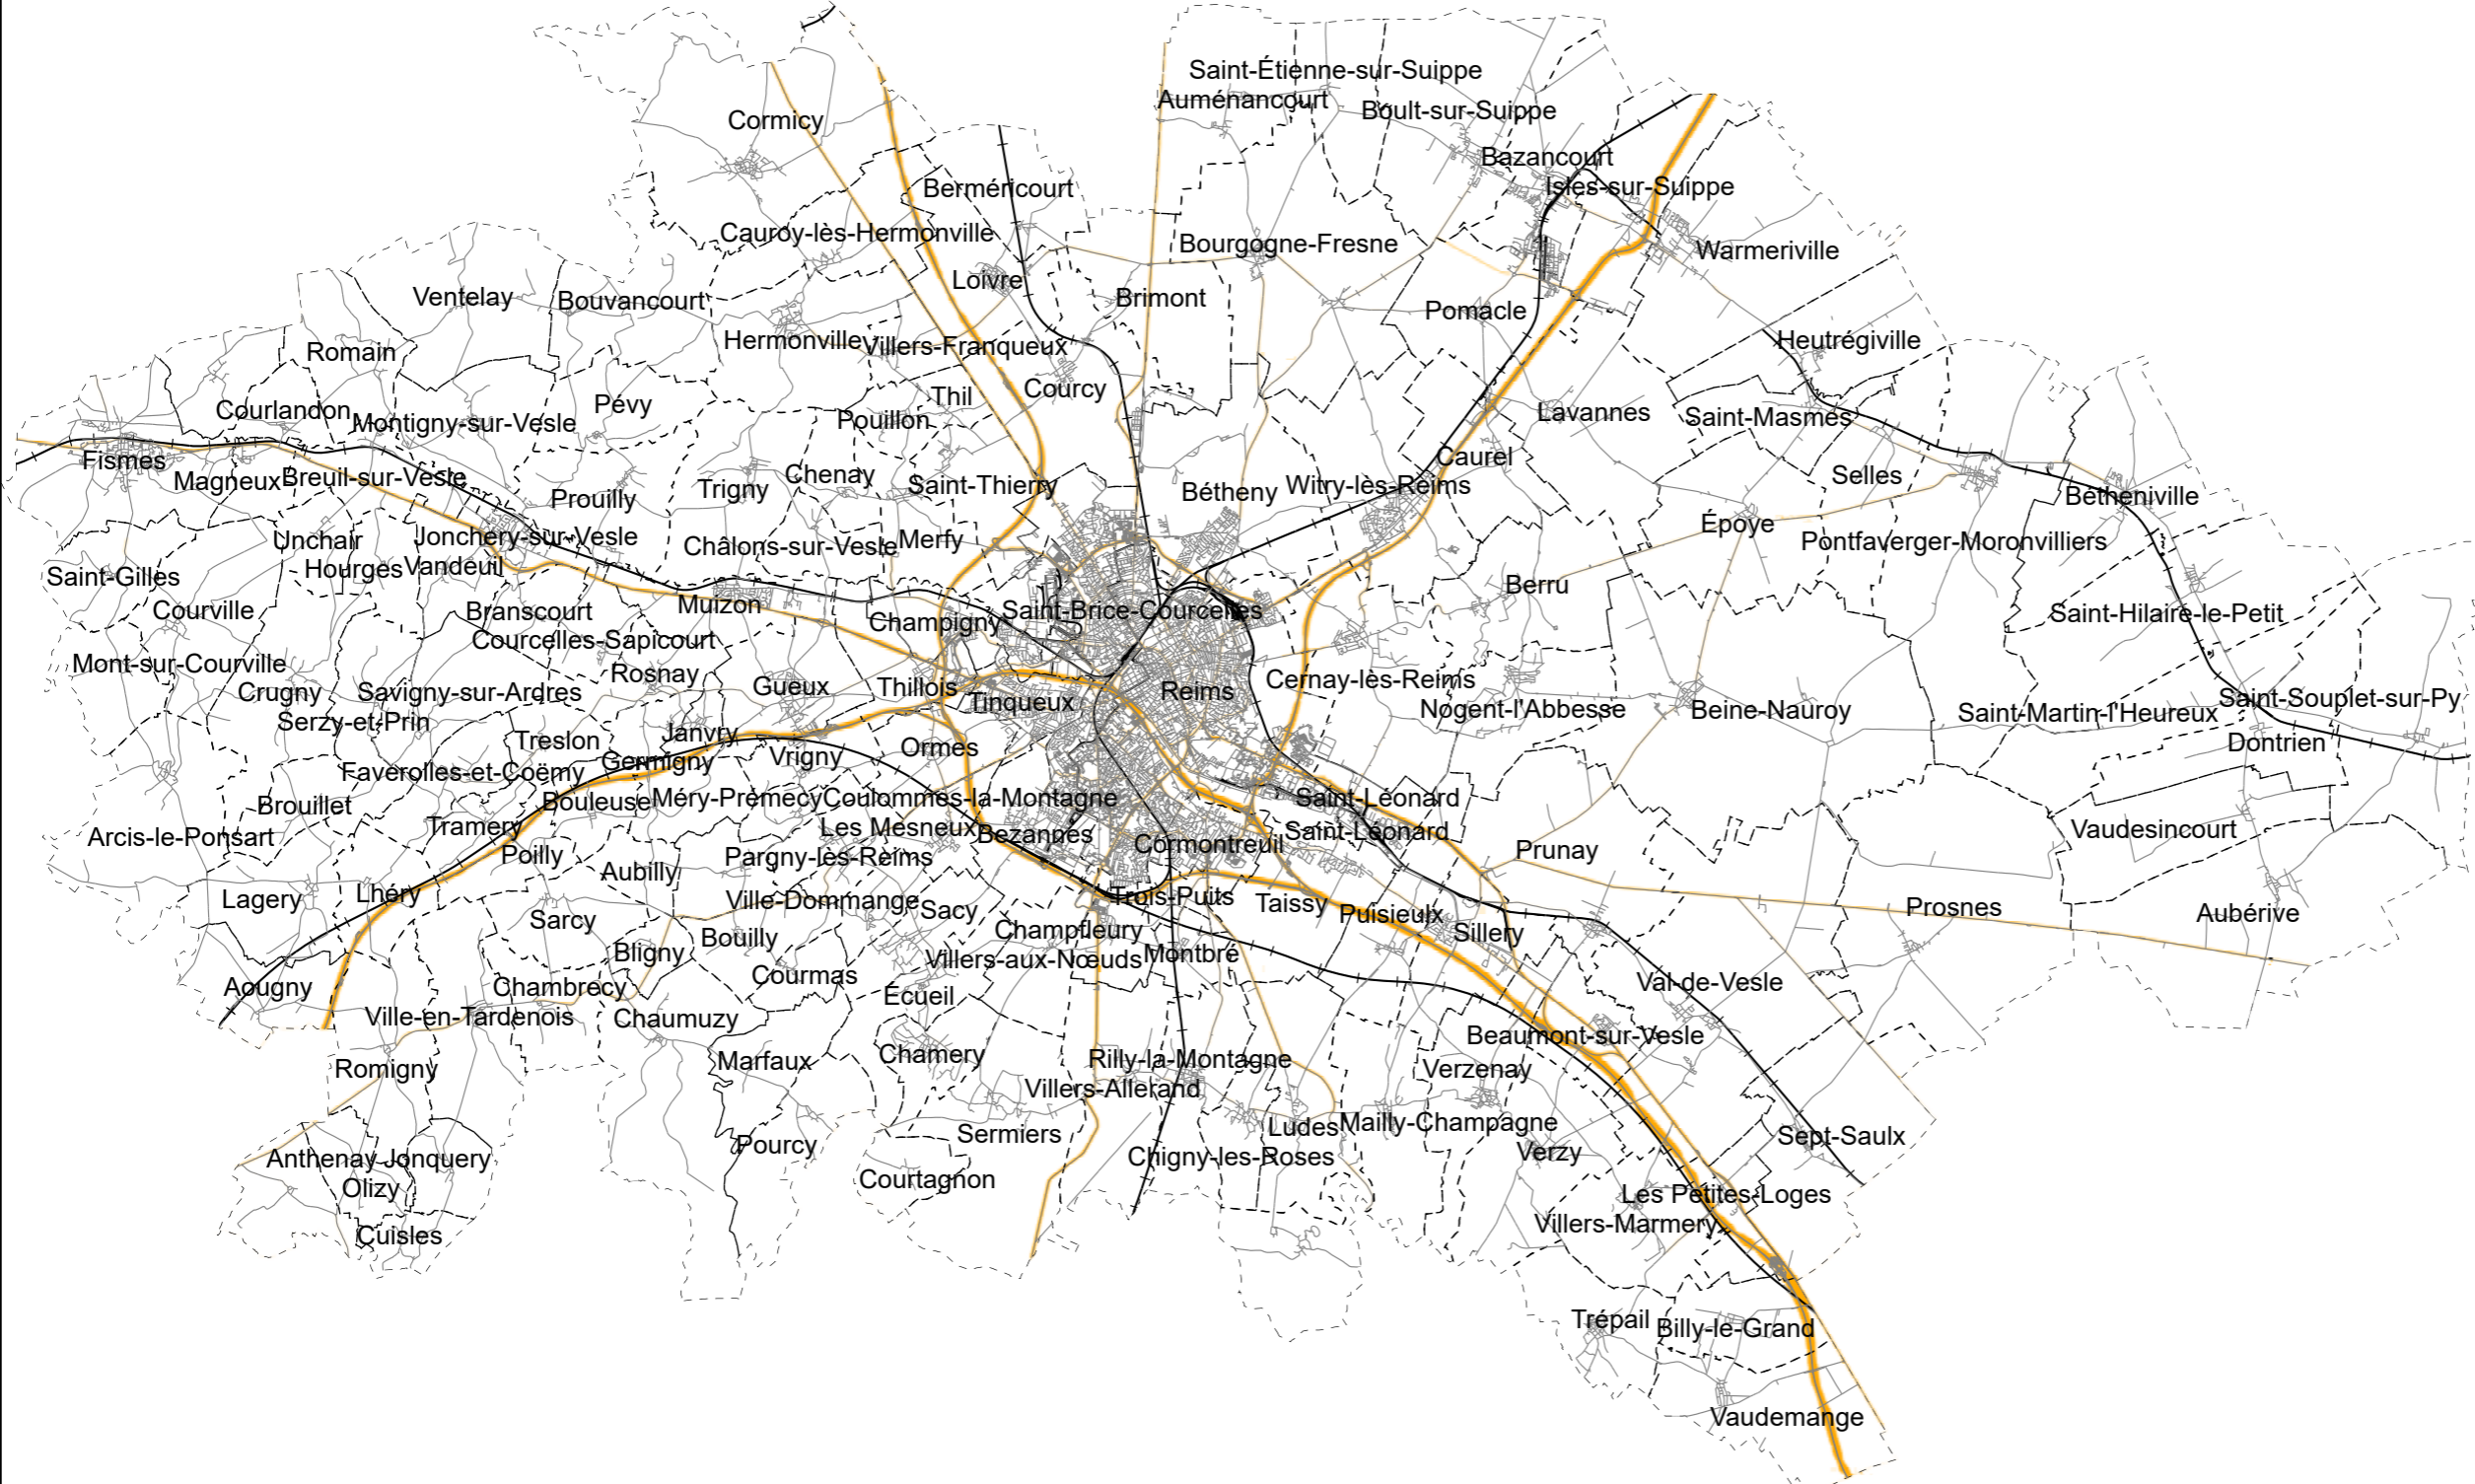 Saint-Étienne-sur-Suippe
Auménancourt
Boult-sur-Suippe
Cormicy
Bazancourt
Isles-sur-Suippe
Berméricourt
Cauroy-lès-Hermonville
Bourgogne-Fresne
Warmeriville
Loivre
Ventelay
Bouvancourt
Brimont
Pomacle
Hermonville
Villers-Franqueux
Heutrégiville
Romain
Courcy
Thil
Pévy
Courlandon
Montigny-sur-Vesle
Pouillon
Lavannes
Saint-Masmes
Fismes
Caurel
Magneux
Breuil-sur-Vesle
Chenay
Selles
Trigny
Saint-Thierry
Bétheny
Witry-lès-Reims
Prouilly
Bétheniville
Époye
Unchair
Jonchery-sur-Vesle
Châlons-sur-Vesle
Merfy
Pontfaverger-Moronvilliers
Hourges
Vandeuil
Saint-Gilles
Berru
Courville
Branscourt
Muizon
Saint-Brice-Courcelles
Saint-Hilaire-le-Petit
Champigny
Courcelles-Sapicourt
Mont-sur-Courville
Rosnay
Cernay-lès-Reims
Crugny
Savigny-sur-Ardres
Gueux
Thillois
Reims
Tinqueux
Saint-Souplet-sur-Py
Nogent-l'Abbesse
Beine-Nauroy
Saint-Martin-l'Heureux
Serzy-et-Prin
Janvry
Treslon
Dontrien
Ormes
Germigny
Vrigny
Faverolles-et-Coëmy
Brouillet
Bouleuse
Méry-Prémecy
Coulommes-la-Montagne
Saint-Léonard
Tramery
Les Mesneux
Bezannes
Saint-Léonard
Vaudesincourt
Arcis-le-Ponsart
Cormontreuil
Prunay
Poilly
Pargny-lès-Reims
Aubilly
Lhéry
Lagery
Ville-Dommange
Trois-Puits
Taissy
Sacy
Puisieulx
Prosnes
Aubérive
Sarcy
Champfleury
Sillery
Bouilly
Bligny
Villers-aux-Nœuds
Montbré
Courmas
Val-de-Vesle
Aougny
Chambrecy
Écueil
Ville-en-Tardenois
Chaumuzy
Beaumont-sur-Vesle
Chamery
Marfaux
Rilly-la-Montagne
Romigny
Verzenay
Villers-Allerand
Ludes
Mailly-Champagne
Sermiers
Sept-Saulx
Pourcy
Verzy
Anthenay
Jonquery
Chigny-les-Roses
Courtagnon
Olizy
Les Petites-Loges
Villers-Marmery
Cuisles
Trépail
Billy-le-Grand
Vaudemange